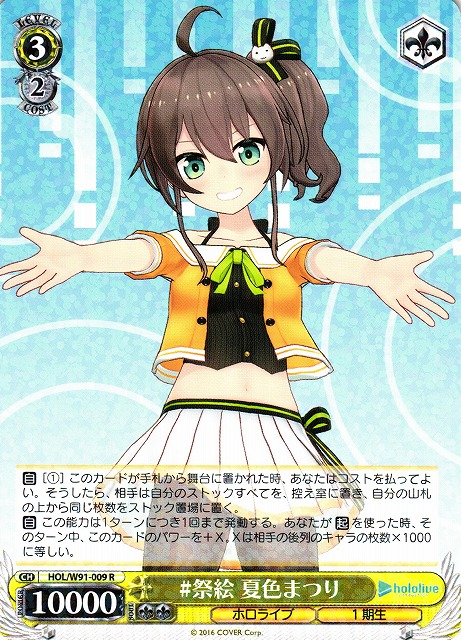 LEVEL
3
2
COST
自 [①] このカードが手札から舞台に置かれた時、あなたはコストを払ってよ
い。そうしたら、相手は自分のストックすべてを、控え室に置き、自分の山札
の上から同じ枚数をストック置場に置く。
自 この能力は1ターンにつき1回まで発動する。あなたが 起 を使った時、そ
のターン中、このカードのパワーを+X。Xは相手の後列のキャラの枚数×1000
に等しい。
CH HOL/W91-009 R
POWER 10000 SOUL
#祭絵 夏色まつり
hololive
ホロライブ 1期生
© 2016 COVER Corp.